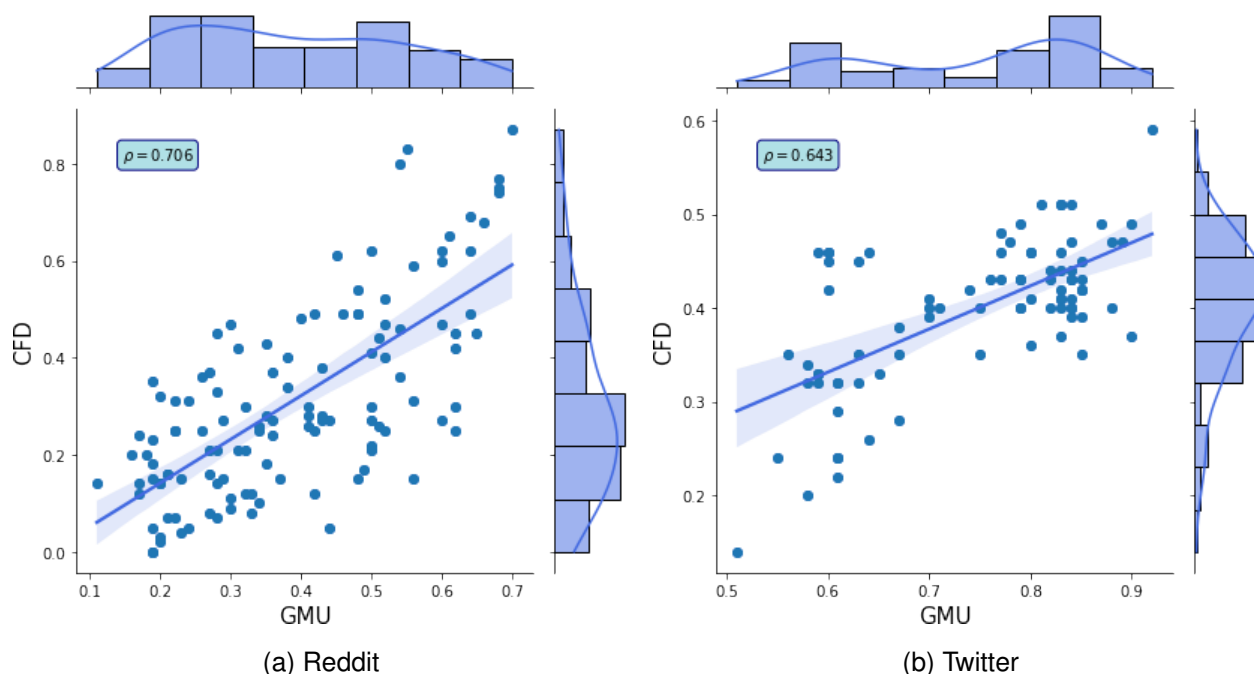 ρ = 0.706
0.8
0.6
0.4
0.2
0.0
CFD
0.1 0.2 0.3 0.4 0.5 0.6 0.7
GMU
(a) Reddit
ρ = 0.643
0.6
0.5
0.4
0.3
0.2
CFD
0.5 0.6 0.7 0.8 0.9
GMU
(b) Twitter